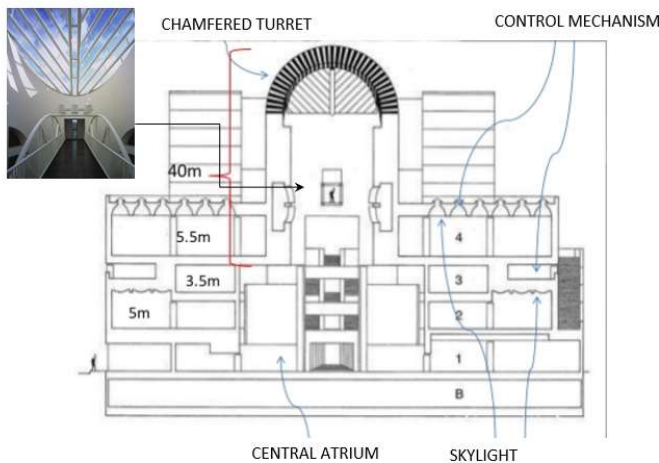 CHAMFERED TURRET
CONTROL MECHANISM
40m
5.5m
4
3.5m
3
5m
2
1
B
CENTRAL ATRIUM
SKYLIGHT